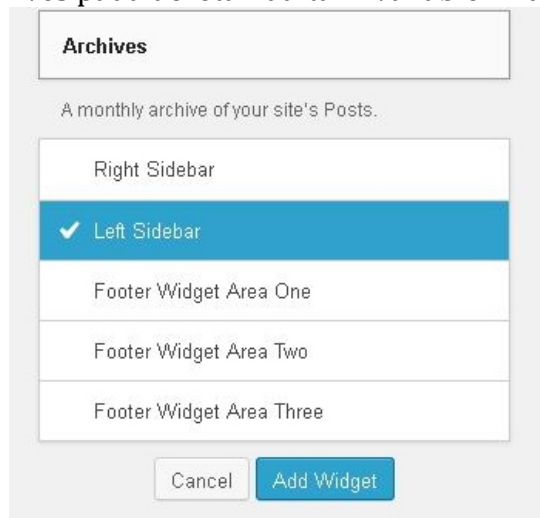 Archives
A monthly archive of your site's Posts.
Right Sidebar
Left Sidebar
Footer Widget Area One
Footer Widget Area Two
Footer Widget Area Three
Cancel Add Widget